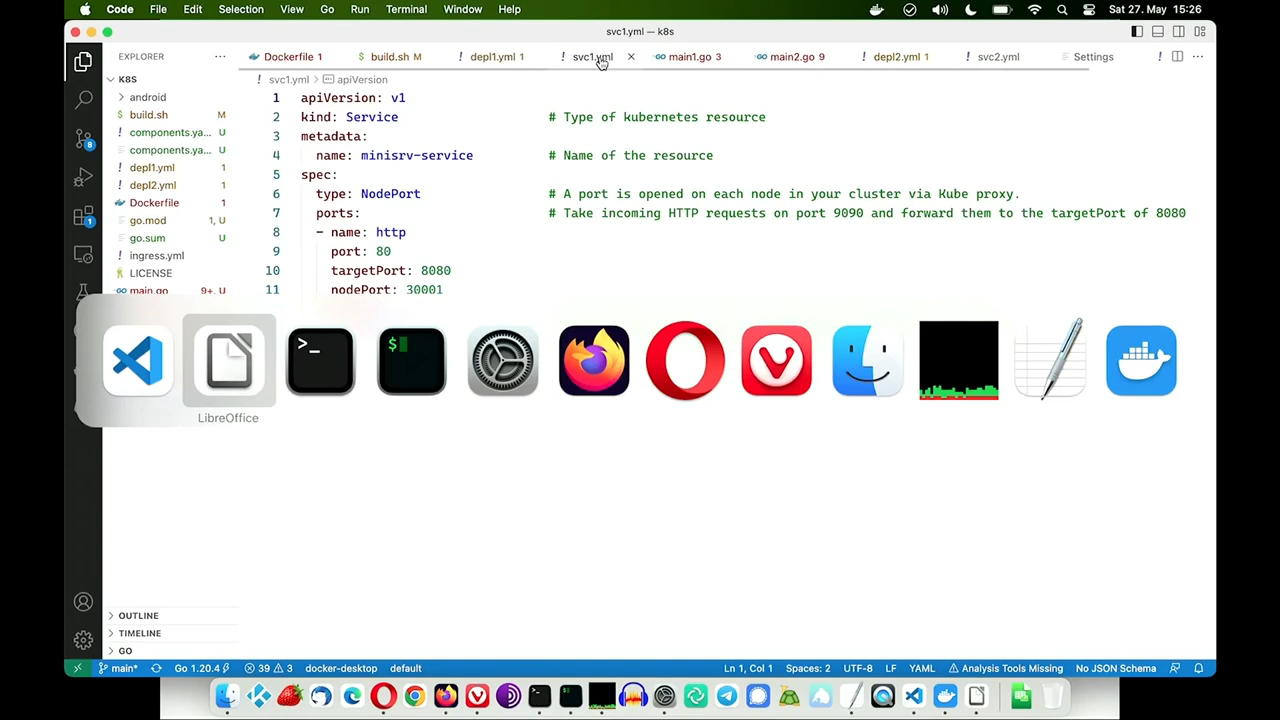 Code File Edit Selection View Go Run Terminal Window Help Sat 27. May 15:26
svc1.yml — k8s
EXPLORER ···
Dockerfile 1 $ build.sh M ! depl1.yml 1 ! svc1.yml main1.go 3 main2.go 9 ! depl2.yml 1 ! svc2.yml Settings !
! svc1.yml > apiVersion
K8S
android
$ build.sh M
! components.ya... U
components.ya... U
! depl1.yml 1
! depl2.yml 1
Dockerfile 1
go.mod 1, U
go.sum U
! ingress.yml
LICENSE
main.go 9+, U
1 apiVersion: v1
2 kind: Service # Type of kubernetes resource
3 metadata:
4 name: minisrv-service # Name of the resource
5 spec:
6 type: NodePort # A port is opened on each node in your cluster via Kube proxy.
7 ports: # Take incoming HTTP requests on port 9090 and forward them to the targetPort of 8080
8 - name: http
9 port: 80
10 targetPort: 8080
11 nodePort: 30001
>_
$
LibreOffice
OUTLINE
TIMELINE
GO
8
1
main* Go 1.20.4 39 3 docker-desktop default Ln 1, Col 1 Spaces: 2 UTF-8 LF YAML Analysis Tools Missing No JSON Schema